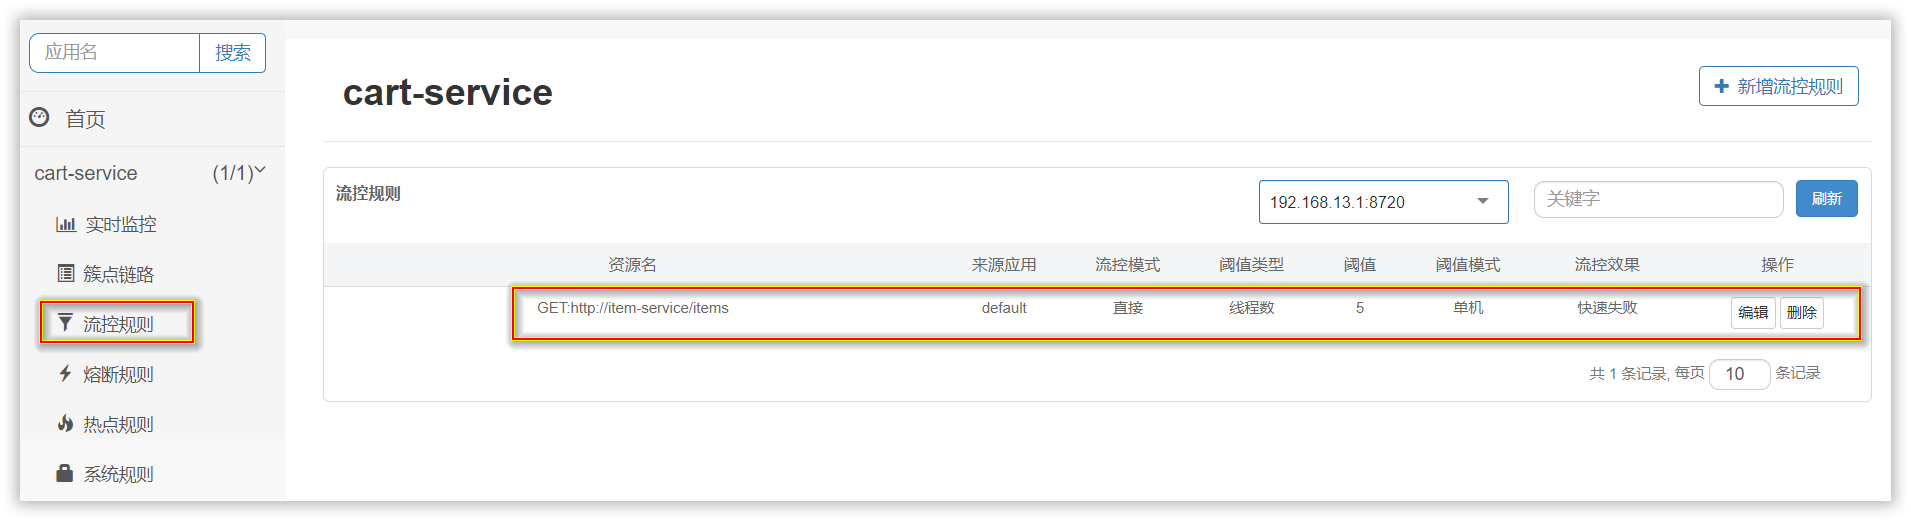 应用名 搜索
首页
cart-service (1/1)
实时监控
簇点链路
流控规则
熔断规则
热点规则
系统规则
cart-service
新增流控规则
流控规则 192.168.13.1:8720 关键字 刷新
资源名 来源应用 流控模式 阈值类型 阈值 阈值模式 流控效果 操作
GET:http://item-service/items default 直接 线程数 5 单机 快速失败 编辑 删除
共 1 条记录, 每页 10 条记录